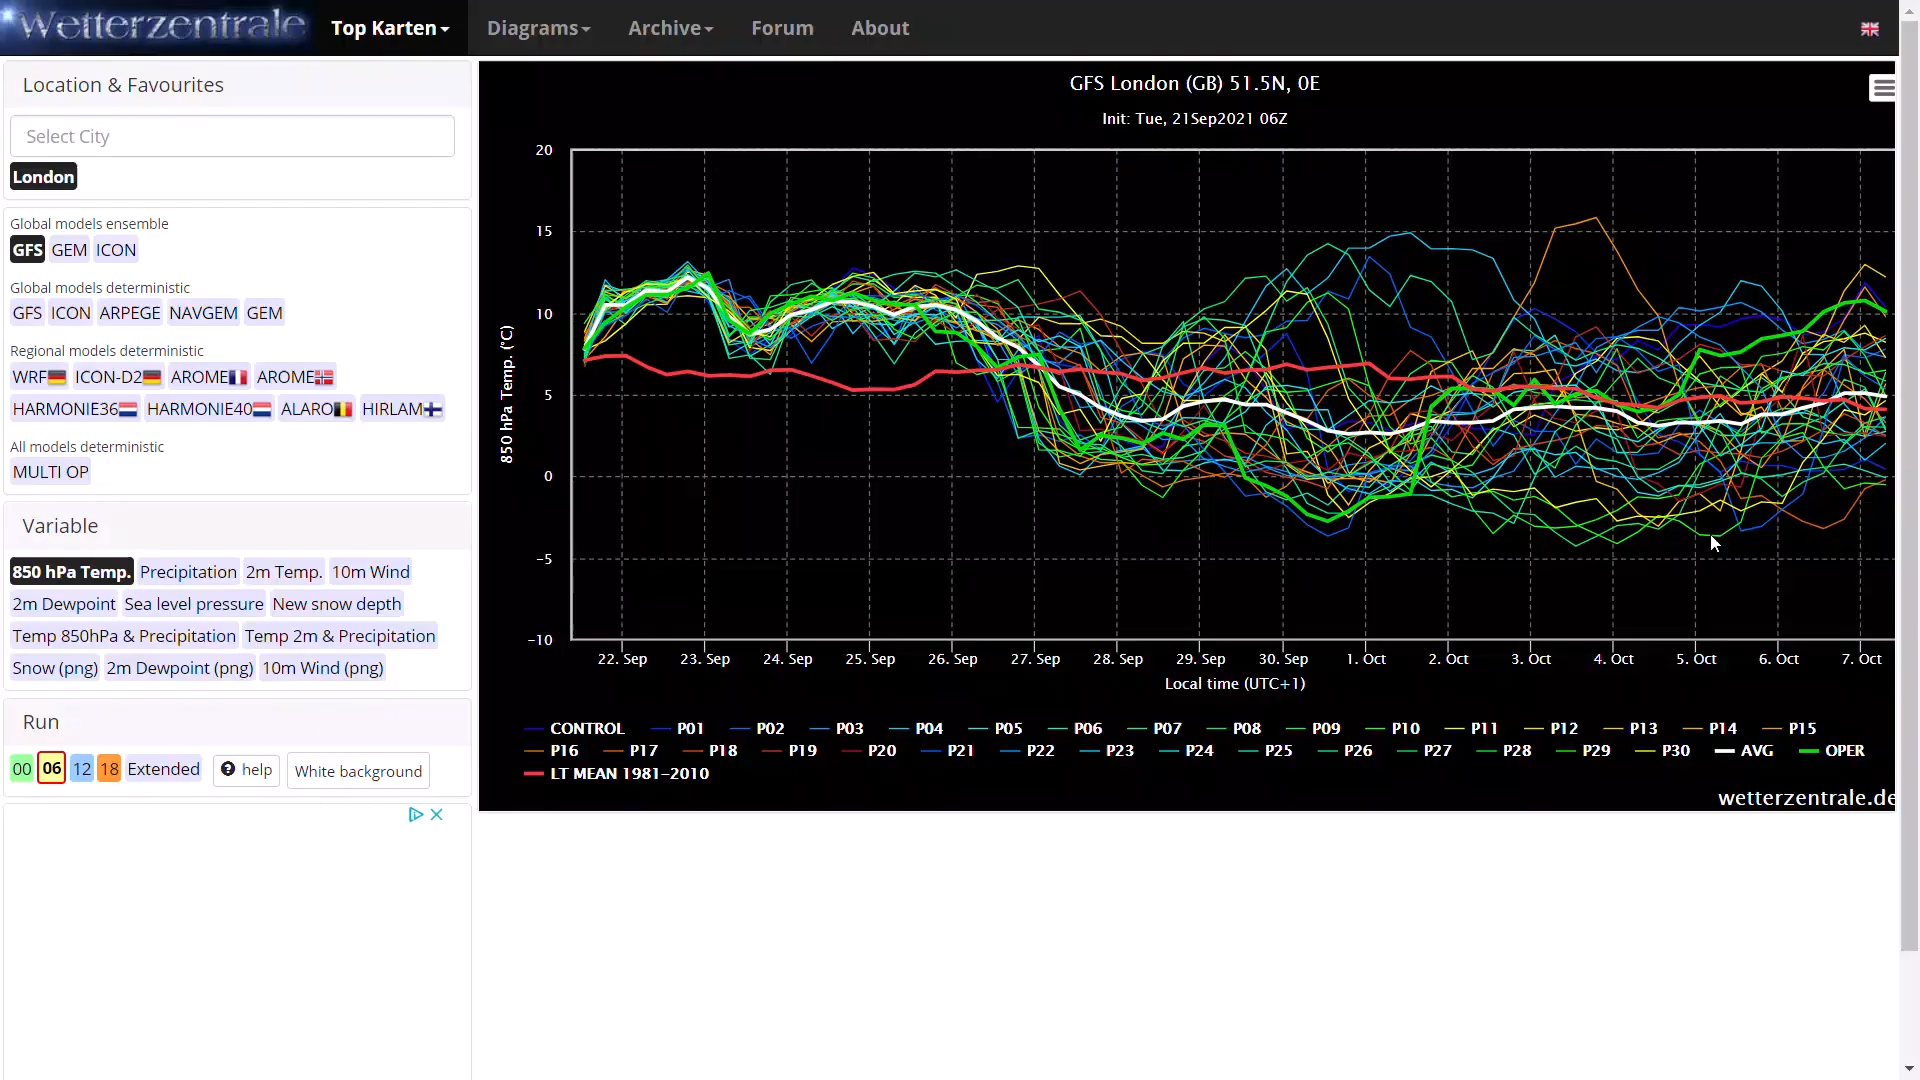 Wetterzentrale
Top Karten Diagrams Archive Forum About
Location & Favourites
Select City
London
Global models ensemble
GFS GEM ICON
Global models deterministic
GFS ICON ARPEGE NAVGEM GEM
Regional models deterministic
WRF ICON-D2 AROME AROME
HARMONIE36 HARMONIE40 ALARO HIRLAM
All models deterministic
MULTI OP
Variable
850 hPa Temp. Precipitation 2m Temp. 10m Wind
2m Dewpoint Sea level pressure New snow depth
Temp 850hPa & Precipitation Temp 2m & Precipitation
Snow (png) 2m Dewpoint (png) 10m Wind (png)
Run
00 06 12 18 Extended help White background
GFS London (GB) 51.5N, 0E
Init: Tue, 21Sep2021 06Z
20
15
10
5
0
-5
-10
850 hPa Temp. (°C)
22. Sep 23. Sep 24. Sep 25. Sep 26. Sep 27. Sep 28. Sep 29. Sep 30. Sep 1. Oct 2. Oct 3. Oct 4. Oct 5. Oct 6. Oct 7. Oct
Local time (UTC+1)
CONTROL P01 P02 P03 P04 P05 P06 P07 P08 P09 P10 P11 P12 P13 P14 P15
P16 P17 P18 P19 P20 P21 P22 P23 P24 P25 P26 P27 P28 P29 P30 AVG OPER
LT MEAN 1981-2010
wetterzentrale.de